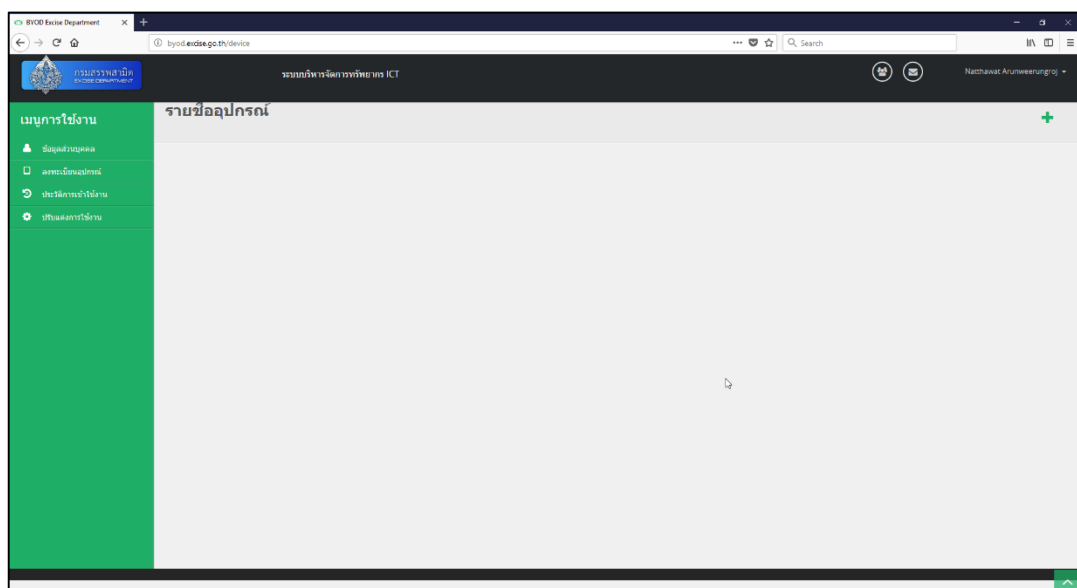 BYOD Excise Department
byod.excise.go.th/device
Search
กรมสรรพสามิต
EXCISE DEPARTMENT
ระบบบริหารจัดการทรัพยากร ICT
Natthawat Arunweerungroj
เมนูการใช้งาน
รายชื่ออุปกรณ์
ข้อมูลส่วนบุคคล
ลงทะเบียนอุปกรณ์
ประวัติการเข้าใช้งาน
ปรับแต่งการใช้งาน